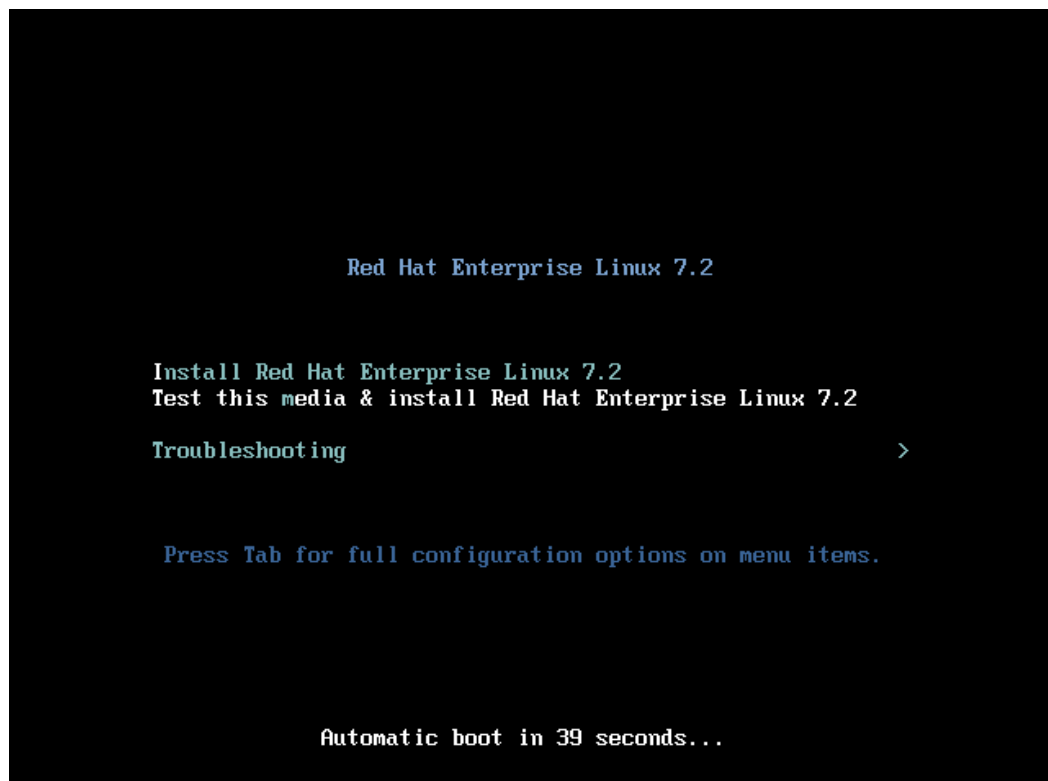 Red Hat Enterprise Linux 7.2
Install Red Hat Enterprise Linux 7.2
Test this media & install Red Hat Enterprise Linux 7.2
Troubleshooting >
Press Tab for full configuration options on menu items.
Automatic boot in 39 seconds...